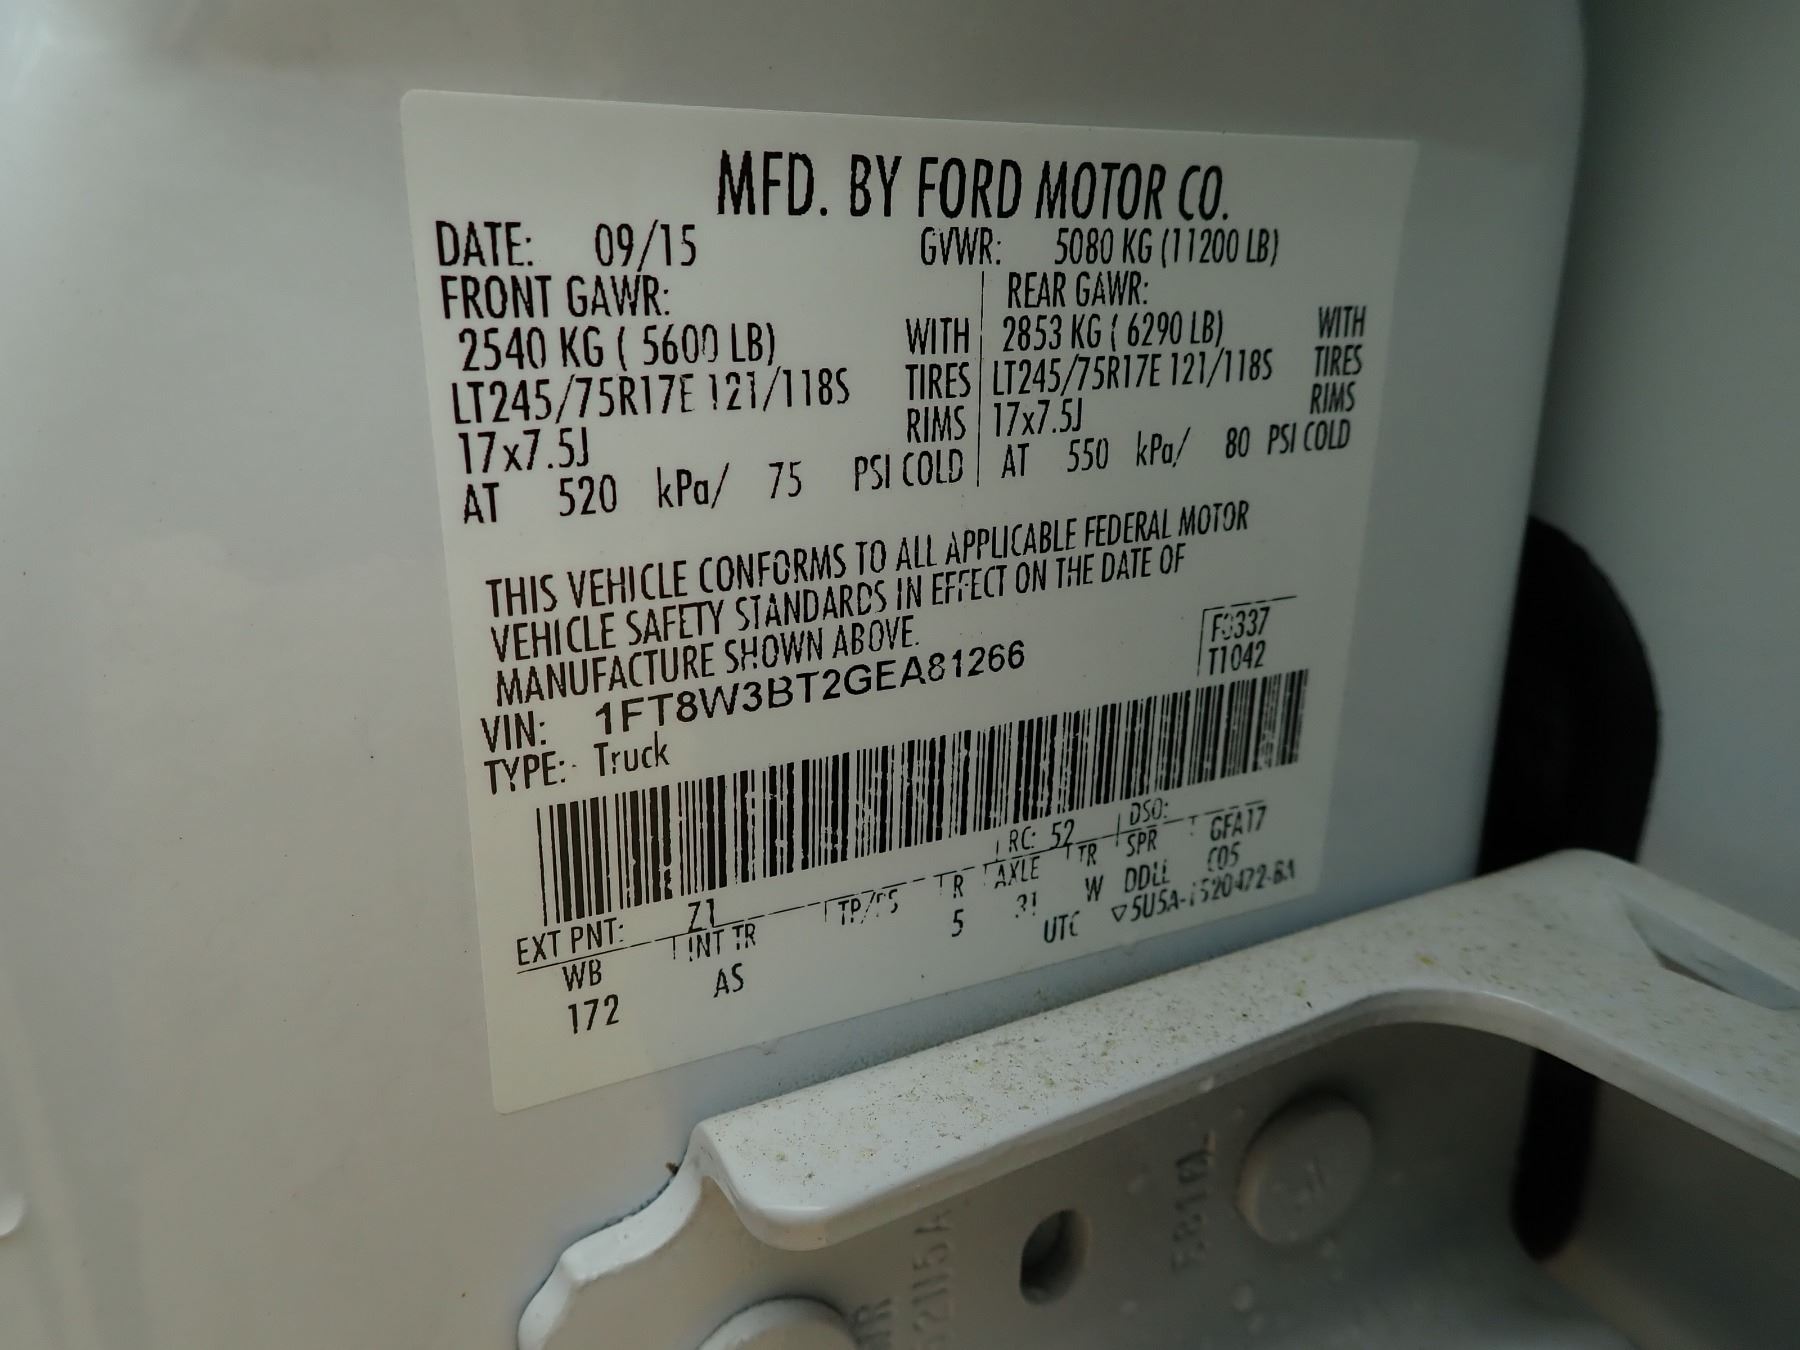 MFD. BY FORD MOTOR CO.
DATE: 09/15 GVWR: 5080 KG (11200 LB)
FRONT GAWR: REAR GAWR:
2540 KG ( 5600 LB) WITH 2853 KG ( 6290 LB) WITH
LT245/75R17E 121/118S TIRES LT245/75R17E 121/118S TIRES
17x7.5J RIMS 17x7.5J RIMS
AT 520 kPa/ 75 PSI COLD AT 550 kPa/ 80 PSI COLD
THIS VEHICLE CONFORMS TO ALL APPLICABLE FEDERAL MOTOR
VEHICLE SAFETY STANDARDS IN EFFECT ON THE DATE OF
MANUFACTURE SHOWN ABOVE.
F0337
VIN: 1FT8W3BT2GEA81266 T1042
TYPE: Truck
EXT PNT: Z1 RC: 52 DSO:
WB INT TR TP/PS R AXLE TR SPR GFA17
172 AS 5 31 W DDLL C05
UTC